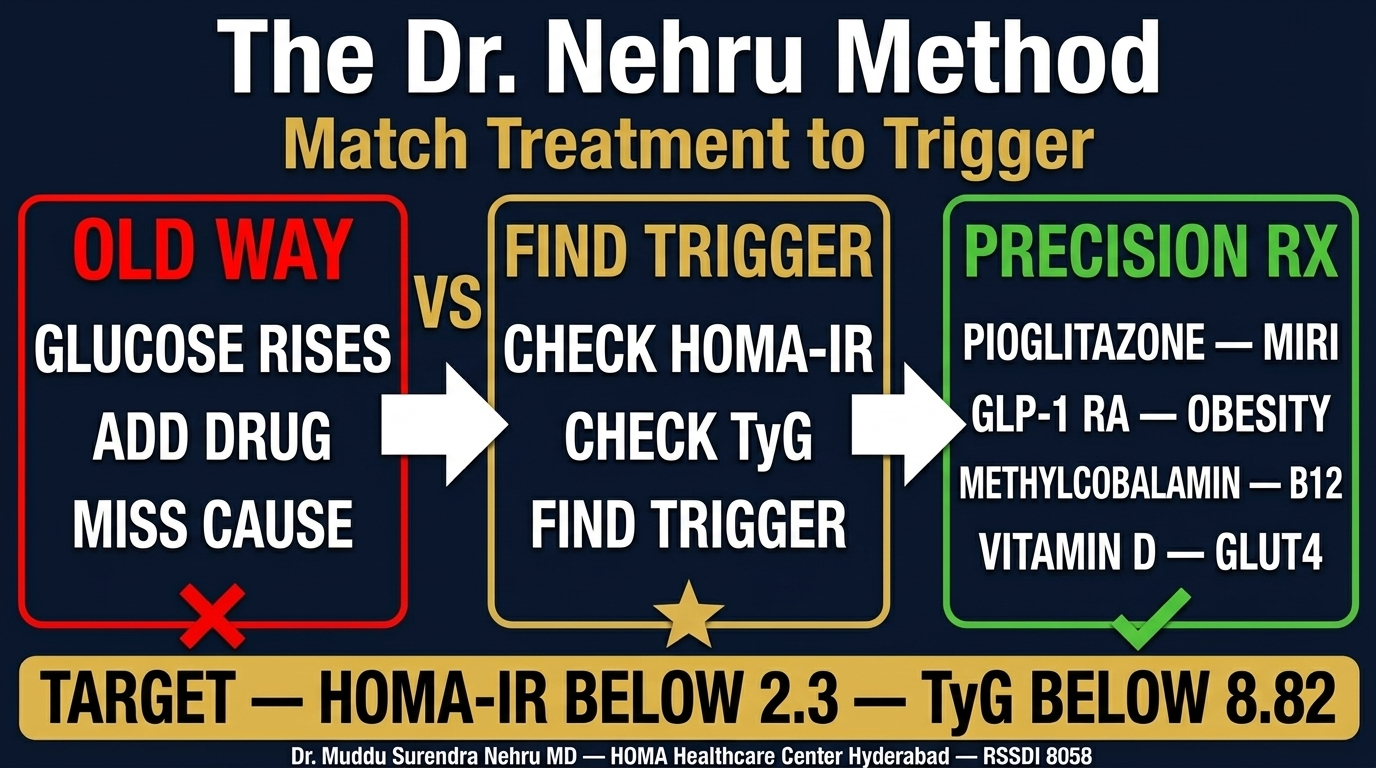 The Dr. Nehru Method
Match Treatment to Trigger
OLD WAY
GLUCOSE RISES
ADD DRUG
MISS CAUSE
VS
FIND TRIGGER
CHECK HOMA-IR
CHECK TyG
FIND TRIGGER
PRECISION RX
PIOGLITAZONE — MIRI
GLP-1 RA — OBESITY
METHYLCOBALAMIN — B12
VITAMIN D — GLUT4
TARGET — HOMA-IR BELOW 2.3 — TyG BELOW 8.82
Dr. Muddu Surendra Nehru MD — HOMA Healthcare Center Hyderabad — RSSDI 8058